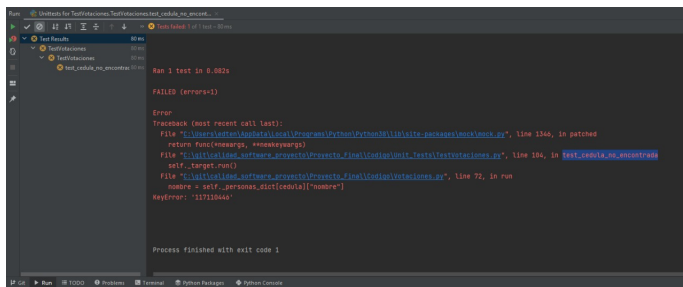 Run: Unittests for TestVotaciones.TestVotaciones.test_cedula_no_encont...
Tests failed: 1 of 1 test – 80 ms
Test Results 80 ms
TestVotaciones 80 ms
TestVotaciones 80 ms
test_cedula_no_encontrad 80 ms
Ran 1 test in 0.082s
FAILED (errors=1)
Error
Traceback (most recent call last):
File "C:\Users\edten\AppData\Local\Programs\Python\Python38\lib\site-packages\mock\mock.py", line 1346, in patched
return func(*newargs, **newkeywargs)
File "C:\git\calidad_software_proyecto\Proyecto_Final\Codigo\Unit_Tests\TestVotaciones.py", line 104, in test_cedula_no_encontrada
self._target.run()
File "C:\git\calidad_software_proyecto\Proyecto_Final\Codigo\Votaciones.py", line 72, in run
nombre = self._personas_dict[cedula]["nombre"]
KeyError: '117110446'
Process finished with exit code 1
Git Run TODO Problems Terminal Python Packages Python Console